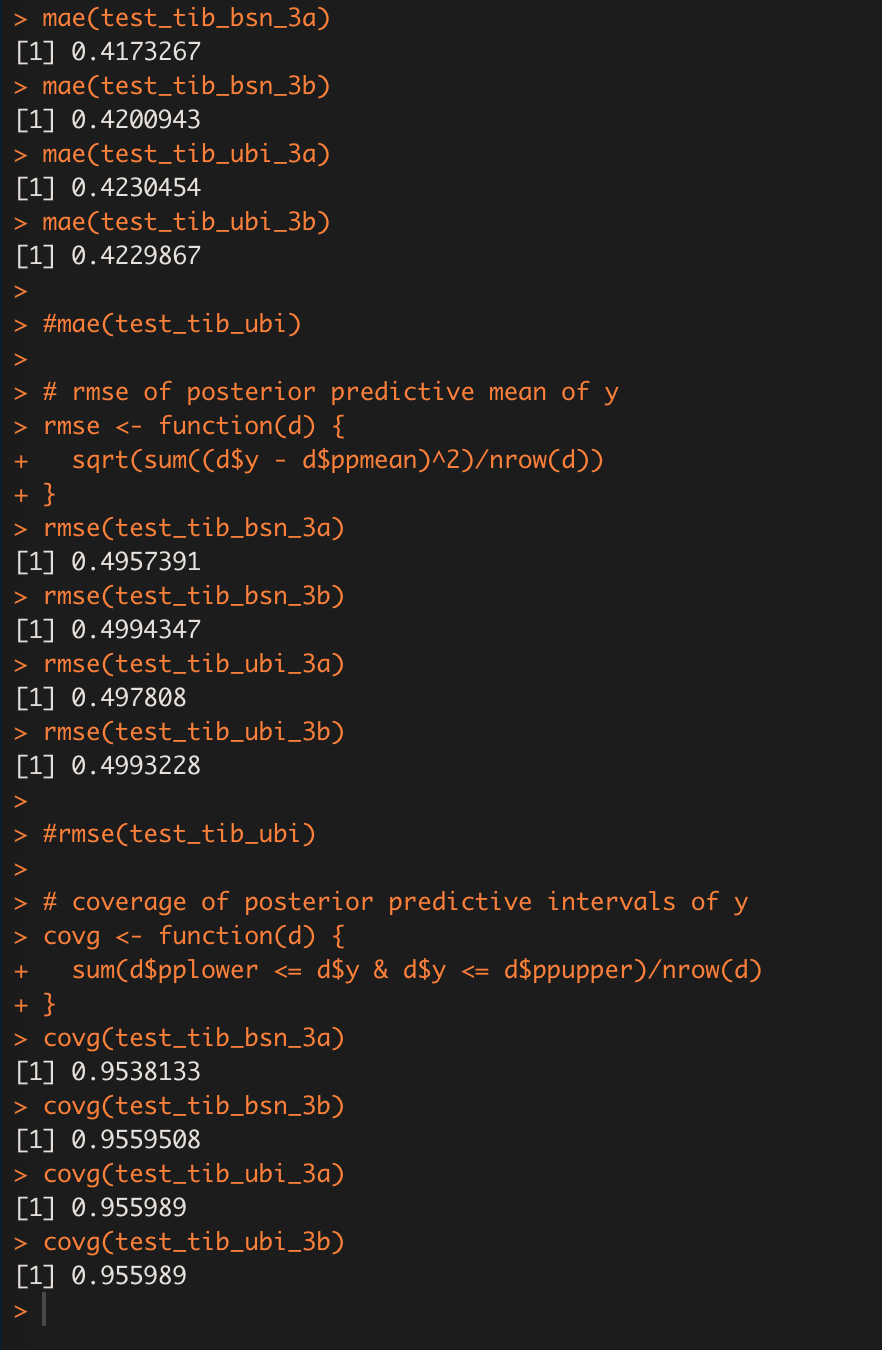 > mae(test_tib_bsn_3a)
[1] 0.4173267
> mae(test_tib_bsn_3b)
[1] 0.4200943
> mae(test_tib_ubi_3a)
[1] 0.4230454
> mae(test_tib_ubi_3b)
[1] 0.4229867
>
> #mae(test_tib_ubi)
>
> # rmse of posterior predictive mean of y
> rmse <- function(d) {
+   sqrt(sum((d$y - d$ppmean)^2)/nrow(d))
+ }
> rmse(test_tib_bsn_3a)
[1] 0.4957391
> rmse(test_tib_bsn_3b)
[1] 0.4994347
> rmse(test_tib_ubi_3a)
[1] 0.497808
> rmse(test_tib_ubi_3b)
[1] 0.4993228
>
> #rmse(test_tib_ubi)
>
> # coverage of posterior predictive intervals of y
> covg <- function(d) {
+   sum(d$pplower <= d$y & d$y <= d$ppupper)/nrow(d)
+ }
> covg(test_tib_bsn_3a)
[1] 0.9538133
> covg(test_tib_bsn_3b)
[1] 0.9559508
> covg(test_tib_ubi_3a)
[1] 0.955989
> covg(test_tib_ubi_3b)
[1] 0.955989
>